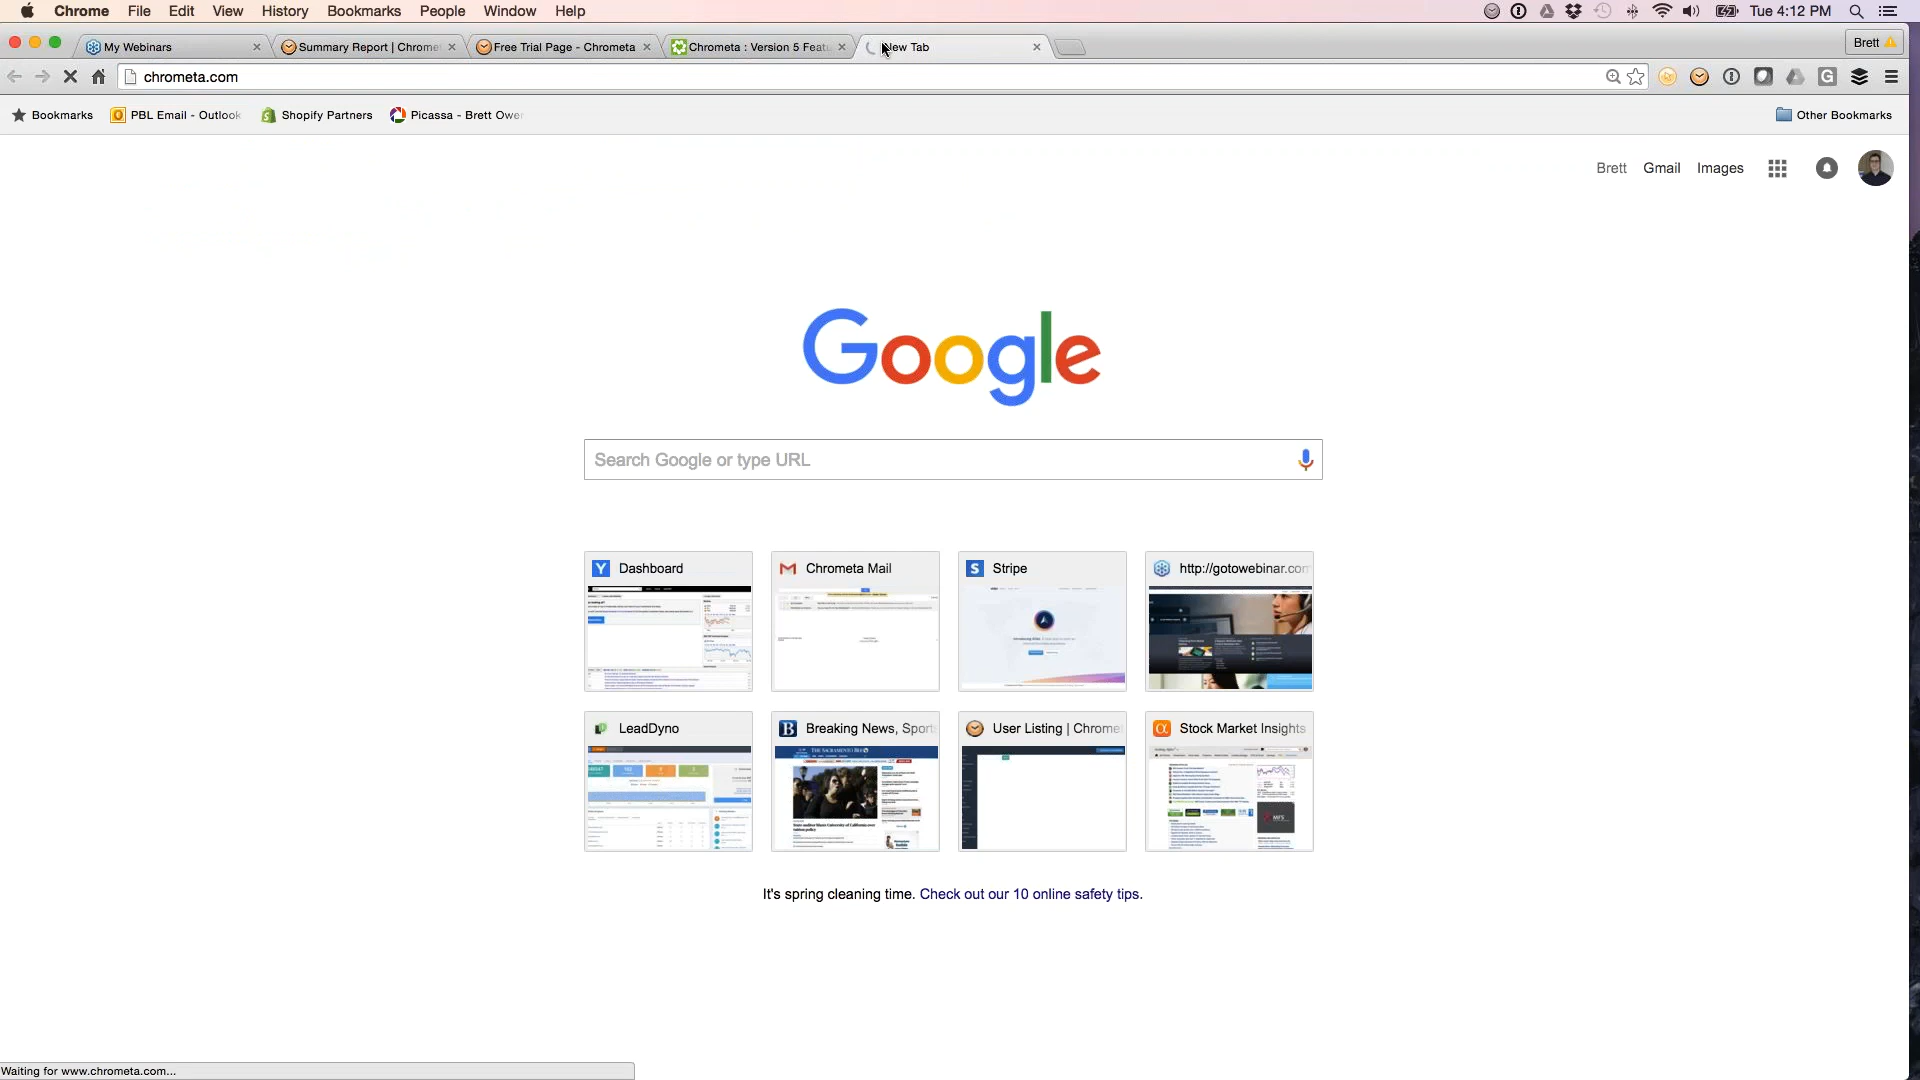 Chrome File Edit View History Bookmarks People Window Help Tue 4:12 PM
My Webinars Summary Report | Chrome Free Trial Page - Chrometa Chrometa : Version 5 Featu New Tab Brett
chrometa.com
Bookmarks PBL Email - Outlook Shopify Partners Picassa - Brett Owen Other Bookmarks
Brett Gmail Images
Google
Search Google or type URL
Dashboard Chrometa Mail Stripe http://gotowebinar.com
LeadDyno Breaking News, Sport User Listing | Chrome Stock Market Insights
It's spring cleaning time. Check out our 10 online safety tips.
Waiting for www.chrometa.com...